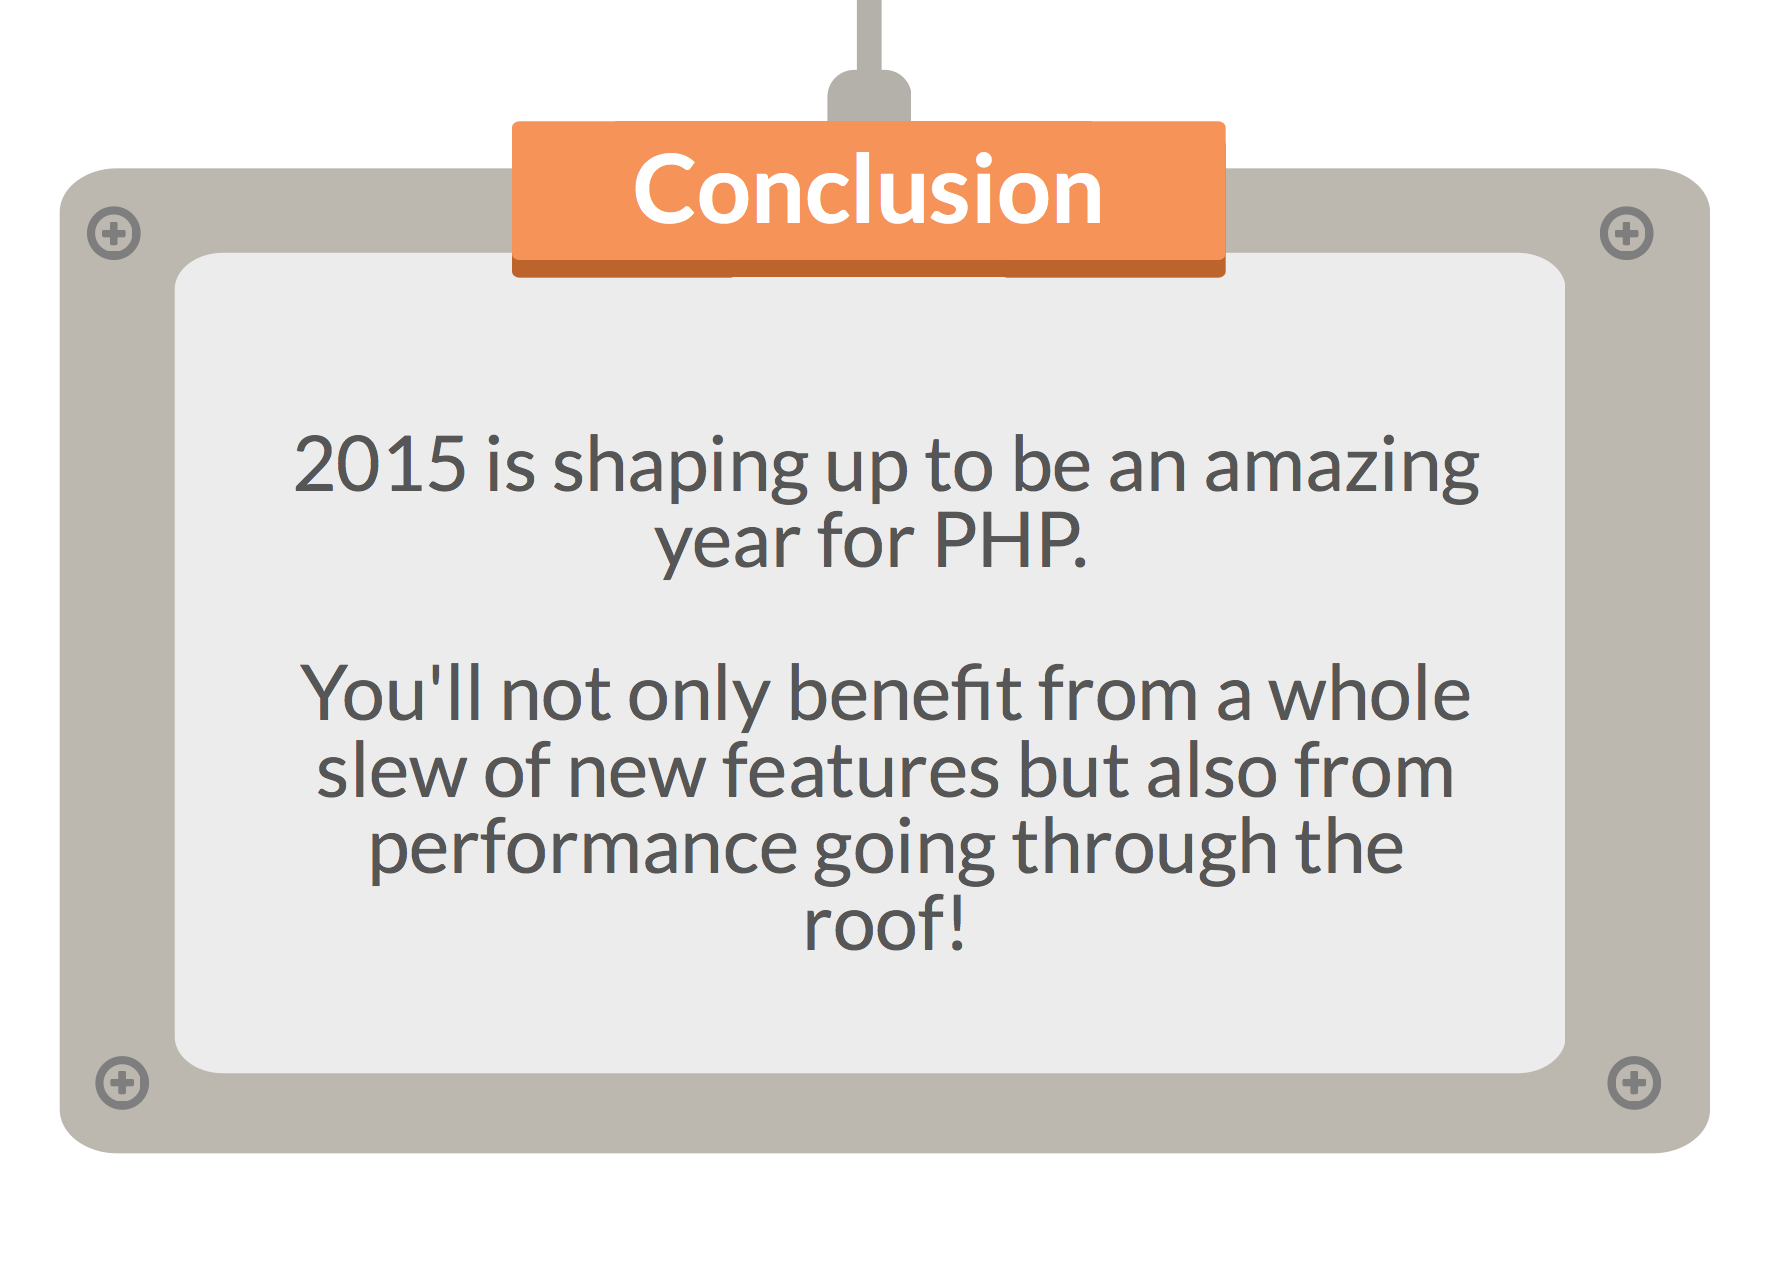 Conclusion
2015 is shaping up to be an amazing
year for PHP.
You'll not only benefit from a whole
slew of new features but also from
performance going through the
roof!